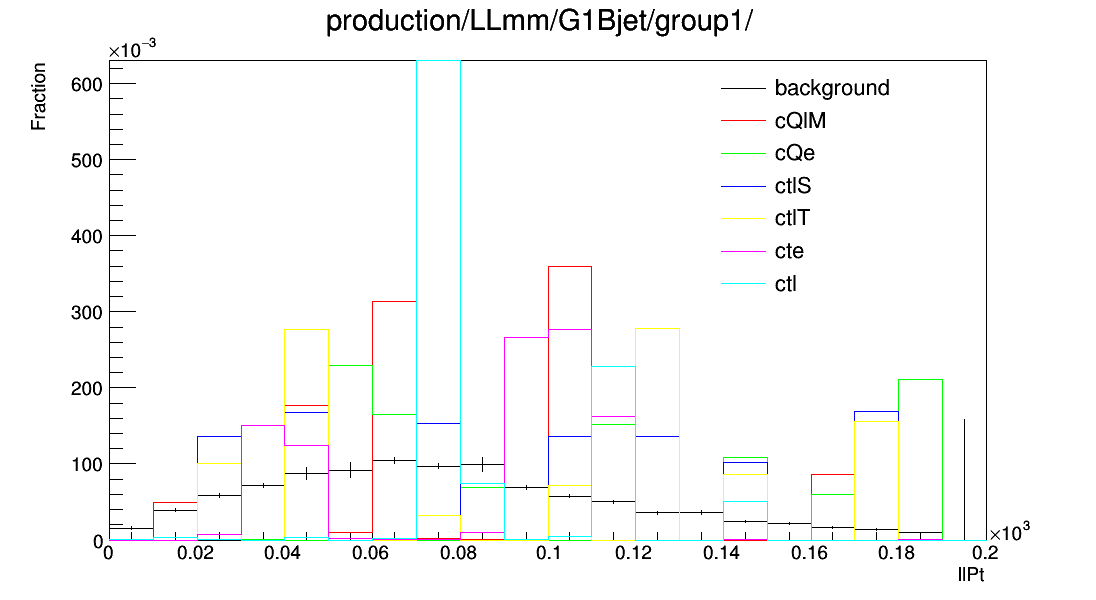 production/LLmm/G1Bjet/group1/
×10⁻³
Fraction
600
500
400
300
200
100
0
background
cQlM
cQe
ctlS
ctlT
cte
ctl
0 0.02 0.04 0.06 0.08 0.1 0.12 0.14 0.16 0.18 0.2
×10³
llPt